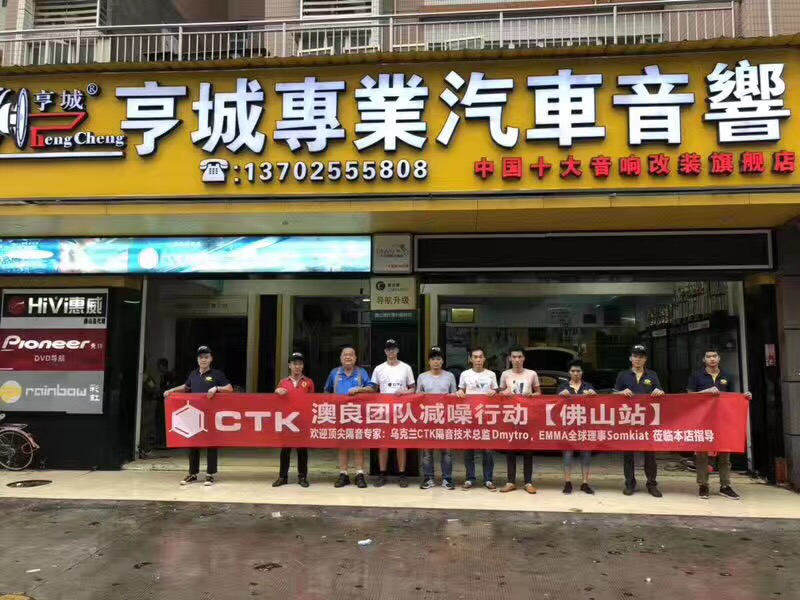 亨城®
HengCheng
亨城專業汽車音響
☎:13702555808
中国十大音响改装旗舰店
HiVi惠威
Pioneer
DVD导航
rainbow 彩虹
导航升级
CTK 澳良团队减噪行动【佛山站】
欢迎顶尖隔音专家：乌克兰CTK隔音技术总监Dmytro、EMMA全球理事Somkiat 莅临本店指导